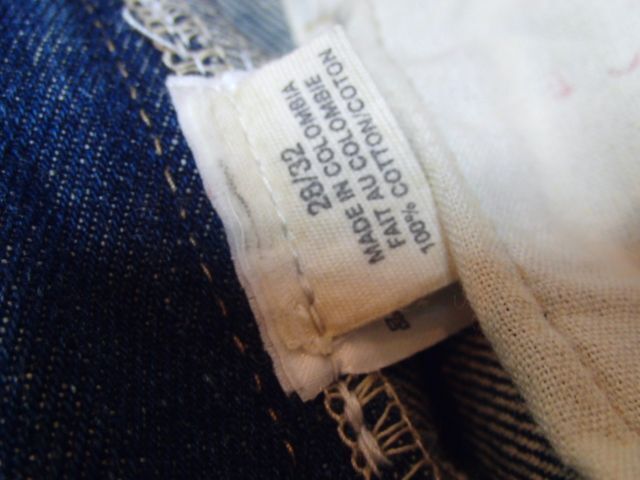 28/32
MADE IN COLOMBIA
FAIT AU COLOMBIE
100% COTTON/COTON